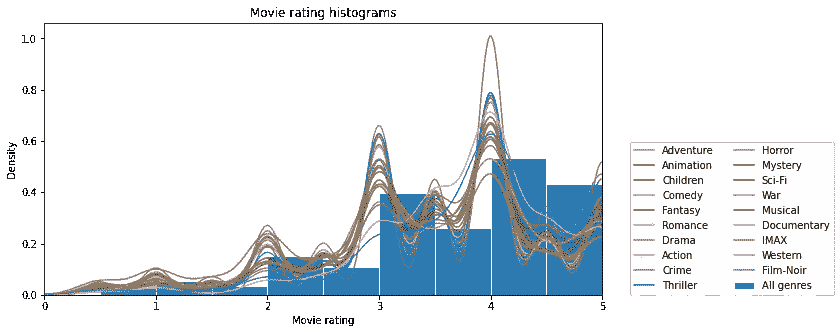 Movie rating histograms
1.0
0.8
0.6
0.4
0.2
0.0
Density
0 1 2 3 4 5
Movie rating
Adventure Horror
Animation Mystery
Children Sci-Fi
Comedy War
Fantasy Musical
Romance Documentary
Drama IMAX
Action Western
Crime Film-Noir
Thriller All genres